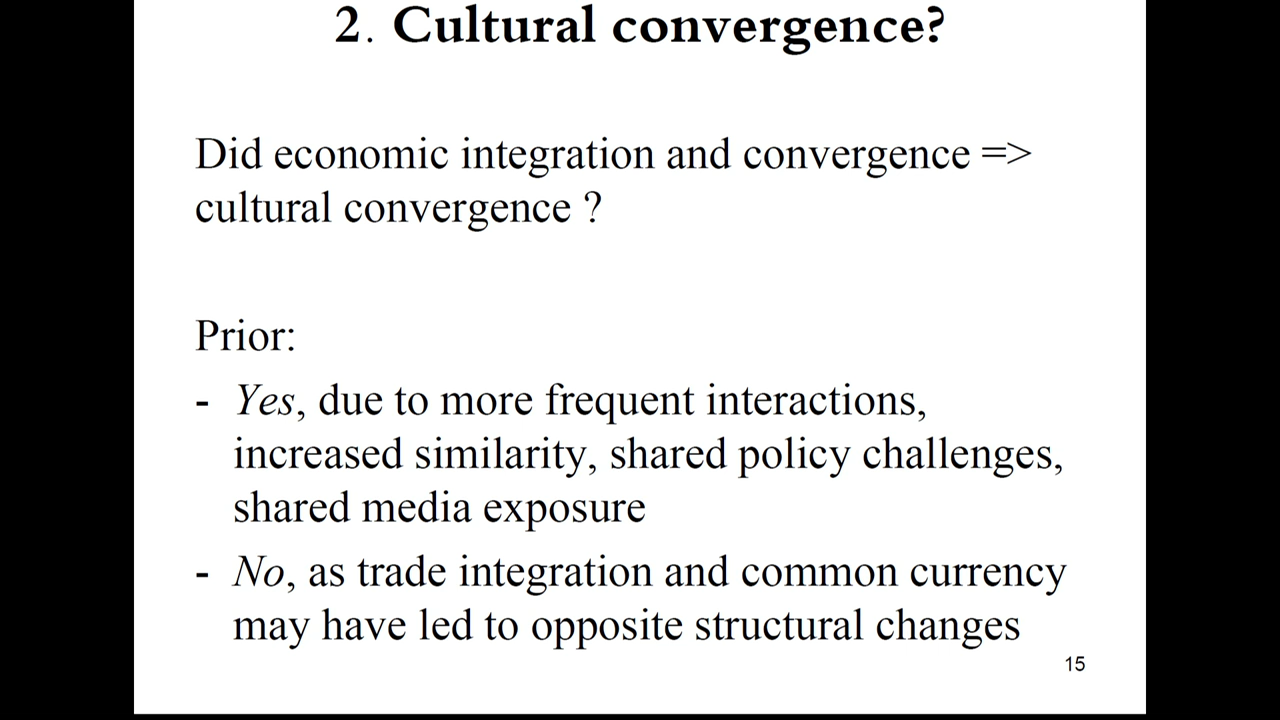 2. Cultural convergence?
Did economic integration and convergence =>
cultural convergence ?
Prior:
- Yes, due to more frequent interactions,
increased similarity, shared policy challenges,
shared media exposure
- No, as trade integration and common currency
may have led to opposite structural changes
15